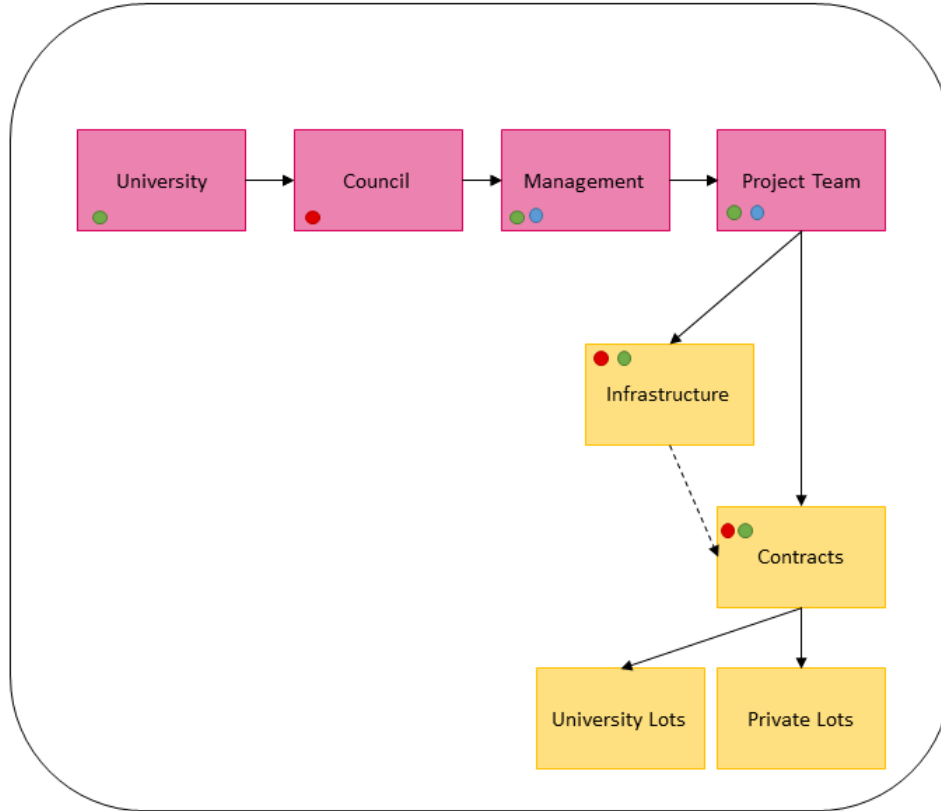 University
Council
Management
Project Team
Infrastructure
Contracts
University Lots
Private Lots